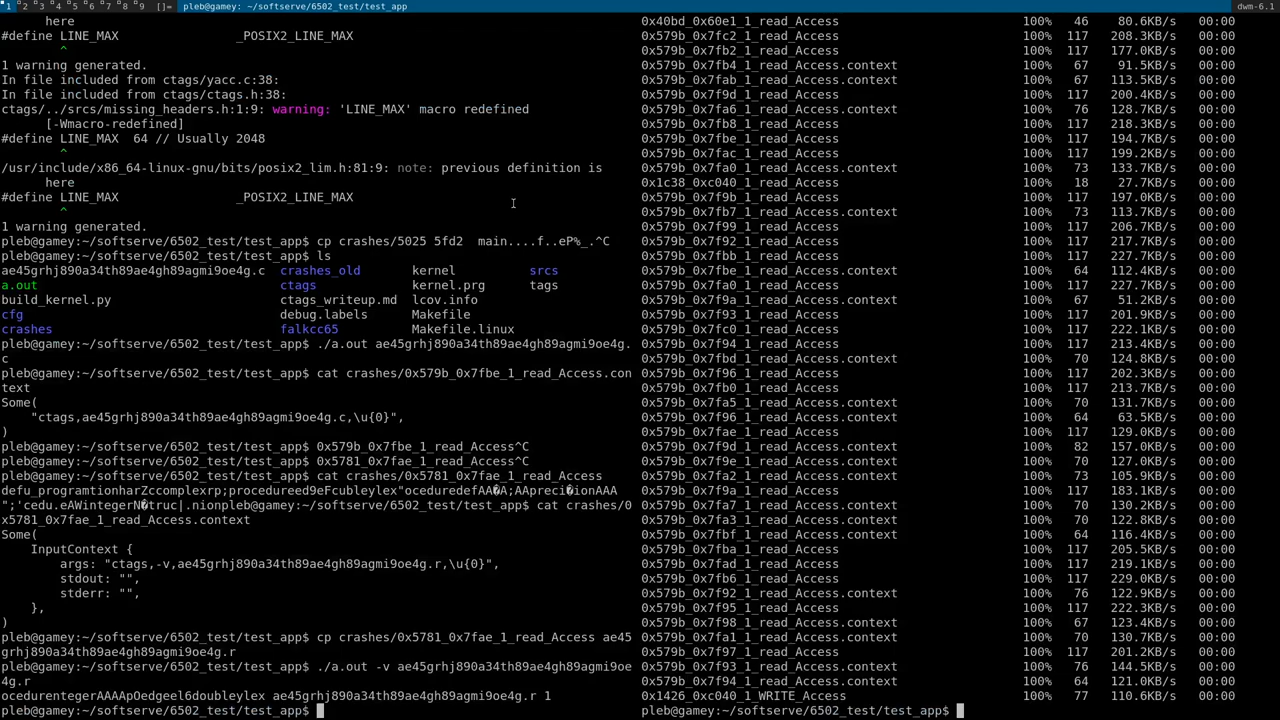 1 2 3 4 5 6 7 8 9 []= pleb@gamey: ~/softserve/6502_test/test_app dwm-6.1
here
#define LINE_MAX _POSIX2_LINE_MAX
^
1 warning generated.
In file included from ctags/yacc.c:38:
In file included from ctags/ctags.h:38:
ctags/../srcs/missing_headers.h:1:9: warning: 'LINE_MAX' macro redefined
[-Wmacro-redefined]
#define LINE_MAX 64 // Usually 2048
^
/usr/include/x86_64-linux-gnu/bits/posix2_lim.h:81:9: note: previous definition is
here
#define LINE_MAX _POSIX2_LINE_MAX
^
1 warning generated.
pleb@gamey:~/softserve/6502_test/test_app$ cp crashes/5025 5fd2 main....f..eP%_.^C
pleb@gamey:~/softserve/6502_test/test_app$ ls
ae45grhj890a34th89ae4gh89agmi9oe4g.c crashes_old kernel srcs
a.out ctags kernel.prg tags
build_kernel.py ctags_writeup.md lcov.info
cfg debug.labels Makefile
crashes falkcc65 Makefile.linux
pleb@gamey:~/softserve/6502_test/test_app$ ./a.out ae45grhj890a34th89ae4gh89agmi9oe4g.
c
pleb@gamey:~/softserve/6502_test/test_app$ cat crashes/0x579b_0x7fbe_1_read_Access.con
text
Some(
"ctags,ae45grhj890a34th89ae4gh89agmi9oe4g.c,\u{0}",
)
pleb@gamey:~/softserve/6502_test/test_app$ 0x579b_0x7fbe_1_read_Access^C
pleb@gamey:~/softserve/6502_test/test_app$ 0x5781_0x7fae_1_read_Access^C
pleb@gamey:~/softserve/6502_test/test_app$ cat crashes/0x5781_0x7fae_1_read_Access
defu_programtionharZccomplexrp;procedureed9eFcubleylex"oceduredefAA�A;AApreci�ionAAA
";'cedu.eAWintegerN�truc|.nionpleb@gamey:~/softserve/6502_test/test_app$ cat crashes/0
x5781_0x7fae_1_read_Access.context
Some(
InputContext {
args: "ctags,-v,ae45grhj890a34th89ae4gh89agmi9oe4g.r,\u{0}",
stdout: "",
stderr: "",
},
)
pleb@gamey:~/softserve/6502_test/test_app$ cp crashes/0x5781_0x7fae_1_read_Access ae45
grhj890a34th89ae4gh89agmi9oe4g.r
pleb@gamey:~/softserve/6502_test/test_app$ ./a.out -v ae45grhj890a34th89ae4gh89agmi9oe
4g.r
ocedurentegerAAAApOedgeel6doubleylex ae45grhj890a34th89ae4gh89agmi9oe4g.r 1
pleb@gamey:~/softserve/6502_test/test_app$
0x40bd_0x60e1_1_read_Access 100% 46 80.6KB/s 00:00
0x579b_0x7fc2_1_read_Access 100% 117 208.3KB/s 00:00
0x579b_0x7fb2_1_read_Access 100% 117 177.0KB/s 00:00
0x579b_0x7fb4_1_read_Access.context 100% 67 91.5KB/s 00:00
0x579b_0x7fab_1_read_Access.context 100% 67 113.5KB/s 00:00
0x579b_0x7f9d_1_read_Access 100% 117 200.4KB/s 00:00
0x579b_0x7fa6_1_read_Access.context 100% 76 128.7KB/s 00:00
0x579b_0x7fb8_1_read_Access 100% 117 218.3KB/s 00:00
0x579b_0x7fbe_1_read_Access 100% 117 194.7KB/s 00:00
0x579b_0x7fac_1_read_Access 100% 117 199.2KB/s 00:00
0x579b_0x7fa0_1_read_Access.context 100% 73 133.7KB/s 00:00
0x1c38_0xc040_1_read_Access 100% 18 27.7KB/s 00:00
0x579b_0x7f9b_1_read_Access 100% 117 197.0KB/s 00:00
0x579b_0x7fb7_1_read_Access.context 100% 73 113.7KB/s 00:00
0x579b_0x7f99_1_read_Access 100% 117 206.7KB/s 00:00
0x579b_0x7f92_1_read_Access 100% 117 217.7KB/s 00:00
0x579b_0x7fbb_1_read_Access 100% 117 227.7KB/s 00:00
0x579b_0x7fbe_1_read_Access.context 100% 64 112.4KB/s 00:00
0x579b_0x7fa0_1_read_Access 100% 117 227.7KB/s 00:00
0x579b_0x7f9a_1_read_Access.context 100% 67 51.2KB/s 00:00
0x579b_0x7f93_1_read_Access 100% 117 201.9KB/s 00:00
0x579b_0x7fc0_1_read_Access 100% 117 222.1KB/s 00:00
0x579b_0x7f94_1_read_Access 100% 117 213.4KB/s 00:00
0x579b_0x7fbd_1_read_Access.context 100% 70 124.8KB/s 00:00
0x579b_0x7f96_1_read_Access 100% 117 202.3KB/s 00:00
0x579b_0x7fb0_1_read_Access 100% 117 213.7KB/s 00:00
0x579b_0x7fa5_1_read_Access.context 100% 70 131.7KB/s 00:00
0x579b_0x7f96_1_read_Access.context 100% 64 63.5KB/s 00:00
0x579b_0x7fae_1_read_Access 100% 117 129.0KB/s 00:00
0x579b_0x7f9d_1_read_Access.context 100% 82 157.0KB/s 00:00
0x579b_0x7f9e_1_read_Access.context 100% 70 127.0KB/s 00:00
0x579b_0x7fa2_1_read_Access.context 100% 73 105.9KB/s 00:00
0x579b_0x7f9a_1_read_Access 100% 117 183.1KB/s 00:00
0x579b_0x7fa7_1_read_Access.context 100% 70 130.2KB/s 00:00
0x579b_0x7fa3_1_read_Access.context 100% 70 122.8KB/s 00:00
0x579b_0x7fbf_1_read_Access.context 100% 64 116.4KB/s 00:00
0x579b_0x7fba_1_read_Access 100% 117 205.5KB/s 00:00
0x579b_0x7fad_1_read_Access 100% 117 219.1KB/s 00:00
0x579b_0x7fb6_1_read_Access 100% 117 229.0KB/s 00:00
0x579b_0x7f92_1_read_Access.context 100% 76 122.9KB/s 00:00
0x579b_0x7f95_1_read_Access 100% 117 222.3KB/s 00:00
0x579b_0x7f98_1_read_Access.context 100% 67 123.4KB/s 00:00
0x579b_0x7fa1_1_read_Access.context 100% 70 130.7KB/s 00:00
0x579b_0x7f97_1_read_Access 100% 117 201.2KB/s 00:00
0x579b_0x7f93_1_read_Access.context 100% 76 144.5KB/s 00:00
0x579b_0x7f94_1_read_Access.context 100% 64 121.0KB/s 00:00
0x1426_0xc040_1_WRITE_Access 100% 77 110.6KB/s 00:00
pleb@gamey:~/softserve/6502_test/test_app$